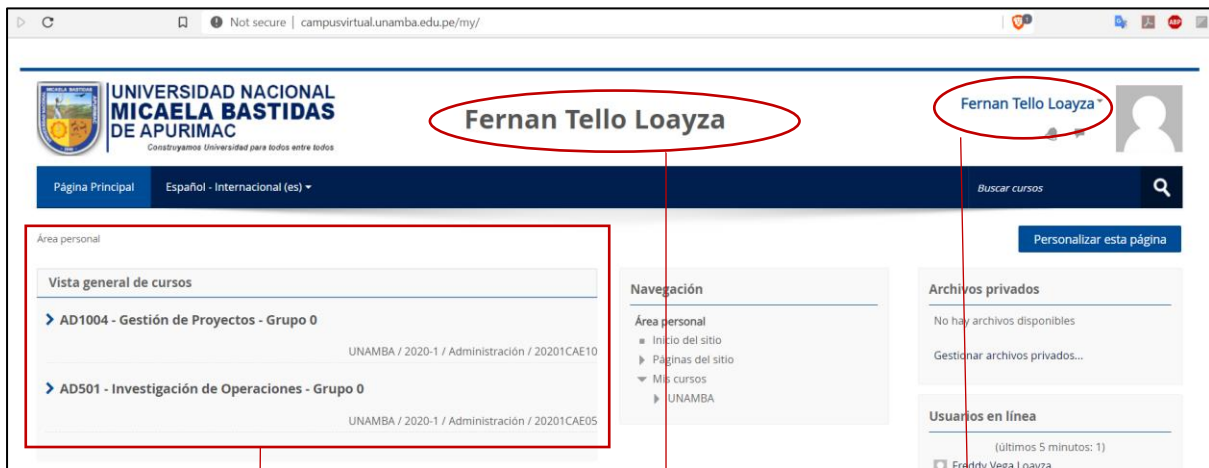 Not secure | campusvirtual.unamba.edu.pe/my/
UNIVERSIDAD NACIONAL
MICAELA BASTIDAS
DE APURIMAC
Construyamos Universidad para todos entre todos
Fernan Tello Loayza
Fernan Tello Loayza
Página Principal
Español - Internacional (es)
Buscar cursos
Área personal
Personalizar esta página
Vista general de cursos
AD1004 - Gestión de Proyectos - Grupo 0
UNAMBA / 2020-1 / Administración / 20201CAE10
AD501 - Investigación de Operaciones - Grupo 0
UNAMBA / 2020-1 / Administración / 20201CAE05
Navegación
Área personal
Inicio del sitio
Páginas del sitio
Mis cursos
UNAMBA
Archivos privados
No hay archivos disponibles
Gestionar archivos privados...
Usuarios en línea
(últimos 5 minutos: 1)
Freddy Vega Loayza